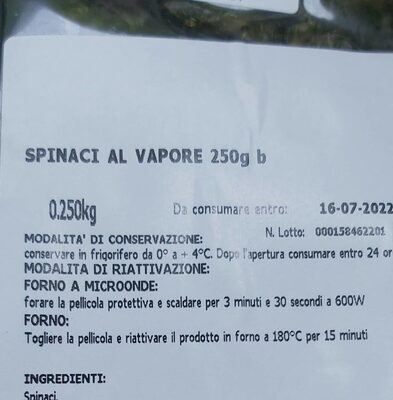 SPINACI AL VAPORE 250g b
0.250kg Da consumare entro: 16-07-2022
N. Lotto: 000158462201
MODALITA' DI CONSERVAZIONE:
conservare in frigorifero da 0° a + 4°C. Dopo l'apertura consumare entro 24 or
MODALITA DI RIATTIVAZIONE:
FORNO A MICROONDE:
forare la pellicola protettiva e scaldare per 3 minuti e 30 secondi a 600W
FORNO:
Togliere la pellicola e riattivare il prodotto in forno a 180°C per 15 minuti
INGREDIENTI:
Spinaci.